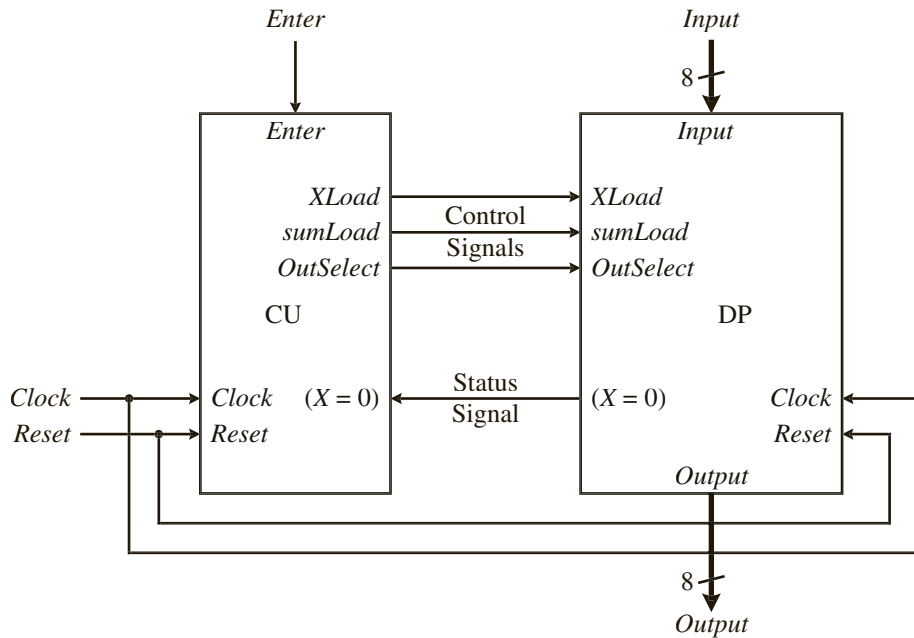 Enter
Input
8
Enter
Input
XLoad
XLoad
Control
sumLoad
sumLoad
Signals
OutSelect
OutSelect
CU
DP
Clock
Clock
(X = 0)
Status
Signal
(X = 0)
Clock
Reset
Reset
Reset
Output
8
Output